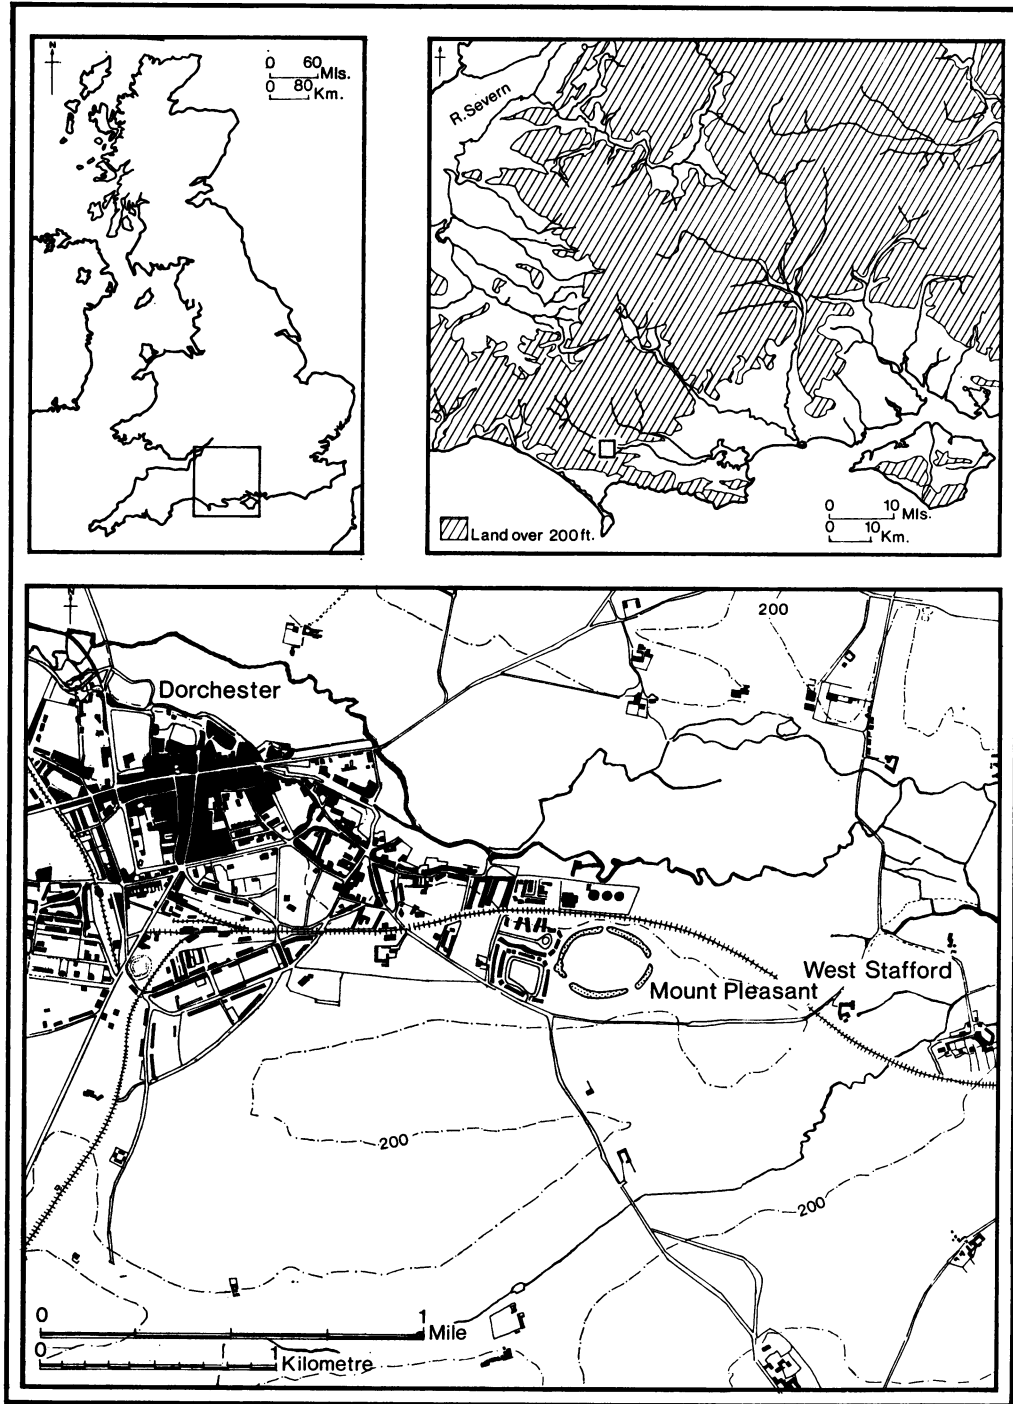 N
0 60 Mls.
0 80 Km.
R. Severn
Land over 200 ft.
0 10 Mls.
0 10 Km.
N
200
Dorchester
West Stafford
Mount Pleasant
200
200
0 1 Mile
0 1 Kilometre